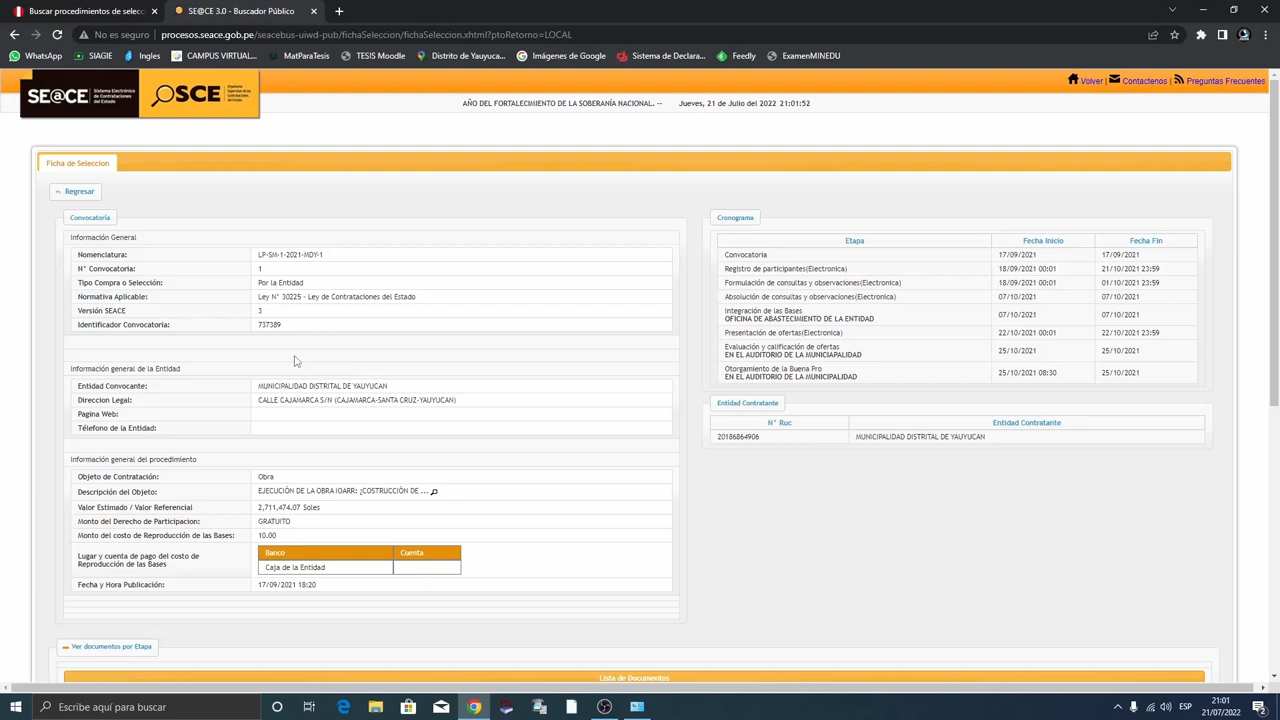 Buscar procesos de selección
SE@CE 3.0 - Buscador Público
No seguro
procesos.seace.gob.pe/seacebus-uiwd-pub/fichaSeleccion/fichaSeleccion.xhtml?ptoRetorno=LOCAL
WhatsApp
SIAGIE
Ingles
CAMPUS VIRTUAL...
MatParaTesis
TESIS Moodle
Distrito de Yauyuca...
Imágenes de Google
Sistema de Declara...
Feedly
ExamenMINEDU
SE@CE
Sistema Electrónico
de Contrataciones
del Estado
OSCE
Organismo
Supervisor de las
Contrataciones
del Estado
Contactenos | Preguntas Frecuentes
AÑO DEL FORTALECIMIENTO DE LA SOBERANÍA NACIONAL. -- Jueves, 21 de Julio del 2022 21:01:52
Ficha de Seleccion
Regresar
Convocatoria
Información General
Nomenclatura: LP-SM-1-2021-MDY-1
N° Convocatoria: 1
Tipo Compra o Selección: Por la Entidad
Normativa Aplicable: Ley N° 30225 - Ley de Contrataciones del Estado
Versión SEACE 3
Identificador Convocatoria: 737389
Información general de la Entidad
Entidad Convocante: MUNICIPALIDAD DISTRITAL DE YAUYUCAN
Direccion Legal: CALLE CAJAMARCA S/N (CAJAMARCA-SANTA CRUZ-YAUYUCAN)
Pagina Web:
Télefono de la Entidad:
Información general del procedimiento
Objeto de Contratación: Obra
Descripción del Objeto: EJECUCIÓN DE LA OBRA IOARR: ¿COSTRUCCIÓN DE ...
Valor Estimado / Valor Referencial 2,711,474.07 Soles
Monto del Derecho de Participacion: GRATUITO
Monto del costo de Reproducción de las Bases: 10.00
Lugar y cuenta de pago del costo de
Reproducción de las Bases
Banco Cuenta
Caja de la Entidad
Fecha y Hora Publicación: 17/09/2021 18:20
Cronograma
Etapa Fecha Inicio Fecha Fin
Convocatoria 17/09/2021 17/09/2021
Registro de participantes(Electronica) 18/09/2021 00:01 21/10/2021 23:59
Formulación de consultas y observaciones(Electronica) 18/09/2021 00:01 01/10/2021 23:59
Absolución de consultas y observaciones(Electronica) 07/10/2021 07/10/2021
Integración de las Bases
OFICINA DE ABASTECIMIENTO DE LA ENTIDAD 07/10/2021 07/10/2021
Presentación de ofertas(Electronica) 22/10/2021 00:01 22/10/2021 23:59
Evaluación y calificación de ofertas
EN EL AUDITORIO DE LA MUNICIAPALIDAD 25/10/2021 25/10/2021
Otorgamiento de la Buena Pro
EN EL AUDITORIO DE LA MUNICIPALIDAD 25/10/2021 08:30 25/10/2021
Entidad Contratante
N° Ruc Entidad Contratante
20186864906 MUNICIPALIDAD DISTRITAL DE YAUYUCAN
Ver documentos por Etapa
Lista de Documentos
Escribe aquí para buscar
ESP
21:01
21/07/2022